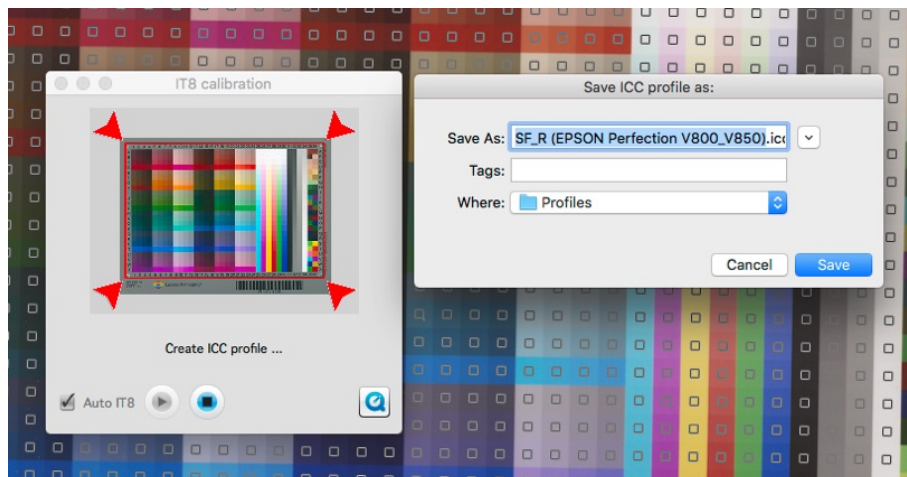 IT8 calibration
Create ICC profile ...
Auto IT8
Save ICC profile as:
Save As: SF_R (EPSON Perfection V800_V850).icc
Tags:
Where: Profiles
Cancel Save